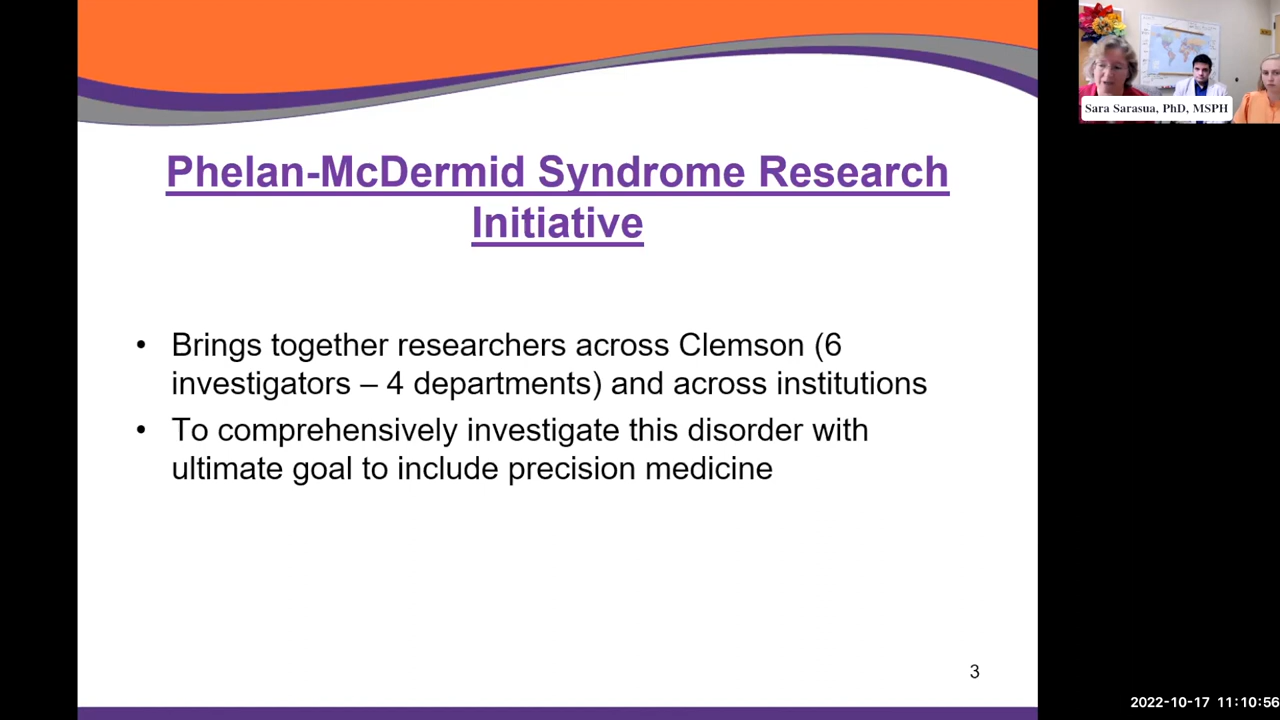 Phelan-McDermid Syndrome Research
Initiative
• Brings together researchers across Clemson (6
investigators – 4 departments) and across institutions
• To comprehensively investigate this disorder with
ultimate goal to include precision medicine
3
Sara Sarasua, PhD, MSPH
2022-10-17 11:10:56